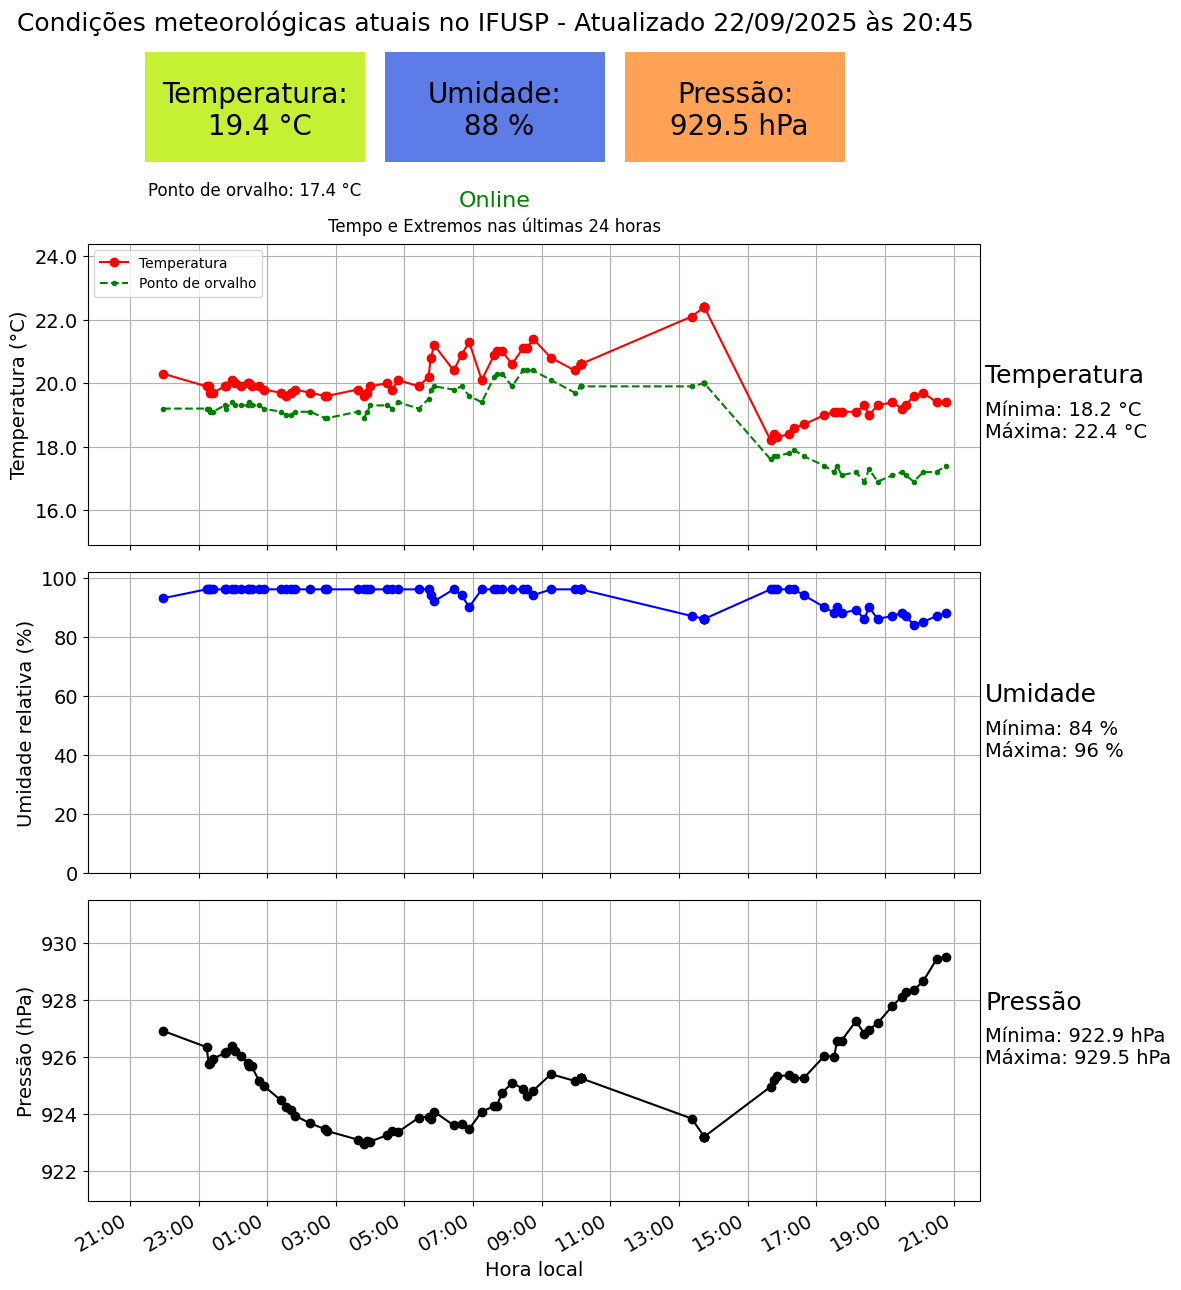 Condições meteorológicas atuais no IFUSP - Atualizado 22/09/2025 às 20:45
Temperatura:
19.4 °C
Umidade:
88 %
Pressão:
929.5 hPa
Ponto de orvalho: 17.4 °C
Online
Tempo e Extremos nas últimas 24 horas
Temperatura
Ponto de orvalho
Temperatura (°C)
24.0
22.0
20.0
18.0
16.0
Temperatura
Mínima: 18.2 °C
Máxima: 22.4 °C
Umidade relativa (%)
100
80
60
40
20
0
Umidade
Mínima: 84 %
Máxima: 96 %
Pressão (hPa)
930
928
926
924
922
Pressão
Mínima: 922.9 hPa
Máxima: 929.5 hPa
21:00 23:00 01:00 03:00 05:00 07:00 09:00 11:00 13:00 15:00 17:00 19:00 21:00
Hora local